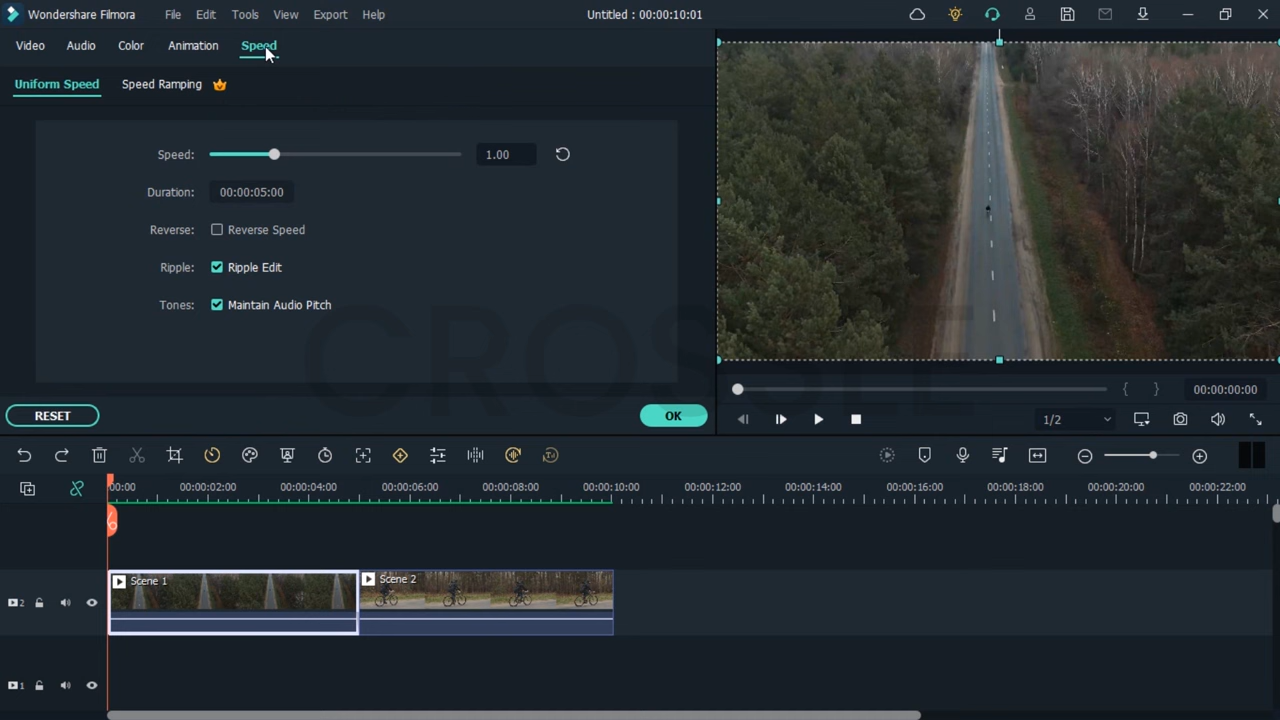 Wondershare Filmora File Edit Tools View Export Help Untitled : 00:00:10:01
Video Audio Color Animation Speed
Uniform Speed Speed Ramping
Speed: 1.00
Duration: 00:00:05:00
Reverse: Reverse Speed
Ripple: Ripple Edit
Tones: Maintain Audio Pitch
RESET OK
00:00:00:00
1/2
:00:00 00:00:02:00 00:00:04:00 00:00:06:00 00:00:08:00 00:00:10:00 00:00:12:00 00:00:14:00 00:00:16:00 00:00:18:00 00:00:20:00 00:00:22:00
Scene 1 Scene 2
2
1